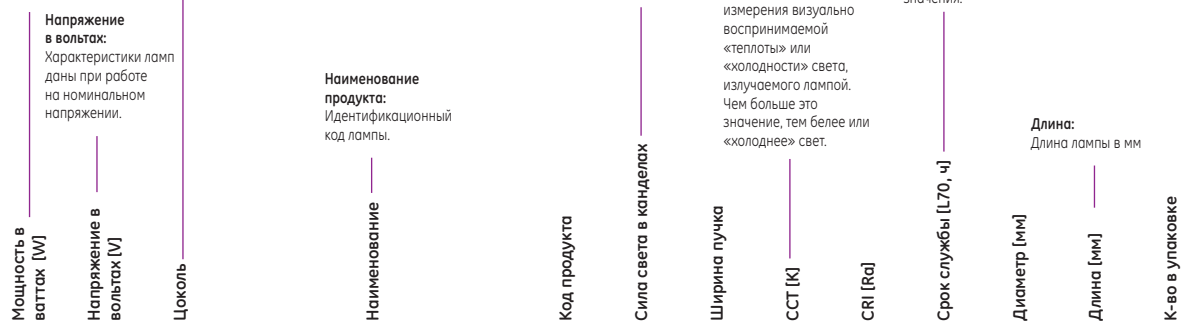 Напряжение
в вольтах:
Характеристики ламп
даны при работе
на номинальном
напряжением.
Наименование
продукта:
Идентификационный
код лампы.
измерения визуально
воспринимаемой
«теплоты» или
«холодности» света,
излучаемого лампой.
Чем больше это
значение, тем белее или
«холоднее» свет.
Длина:
Длина лампы в мм
Мощность в
ваттах [W]
Напряжение в
вольтах [V]
Цоколь
Наименование
Код продукта
Сила света в канделах
Ширина пучка
CCT [K]
CRI [Ra]
Срок службы [L70, ч]
Диаметр [мм]
Длина [мм]
К-во в упаковке